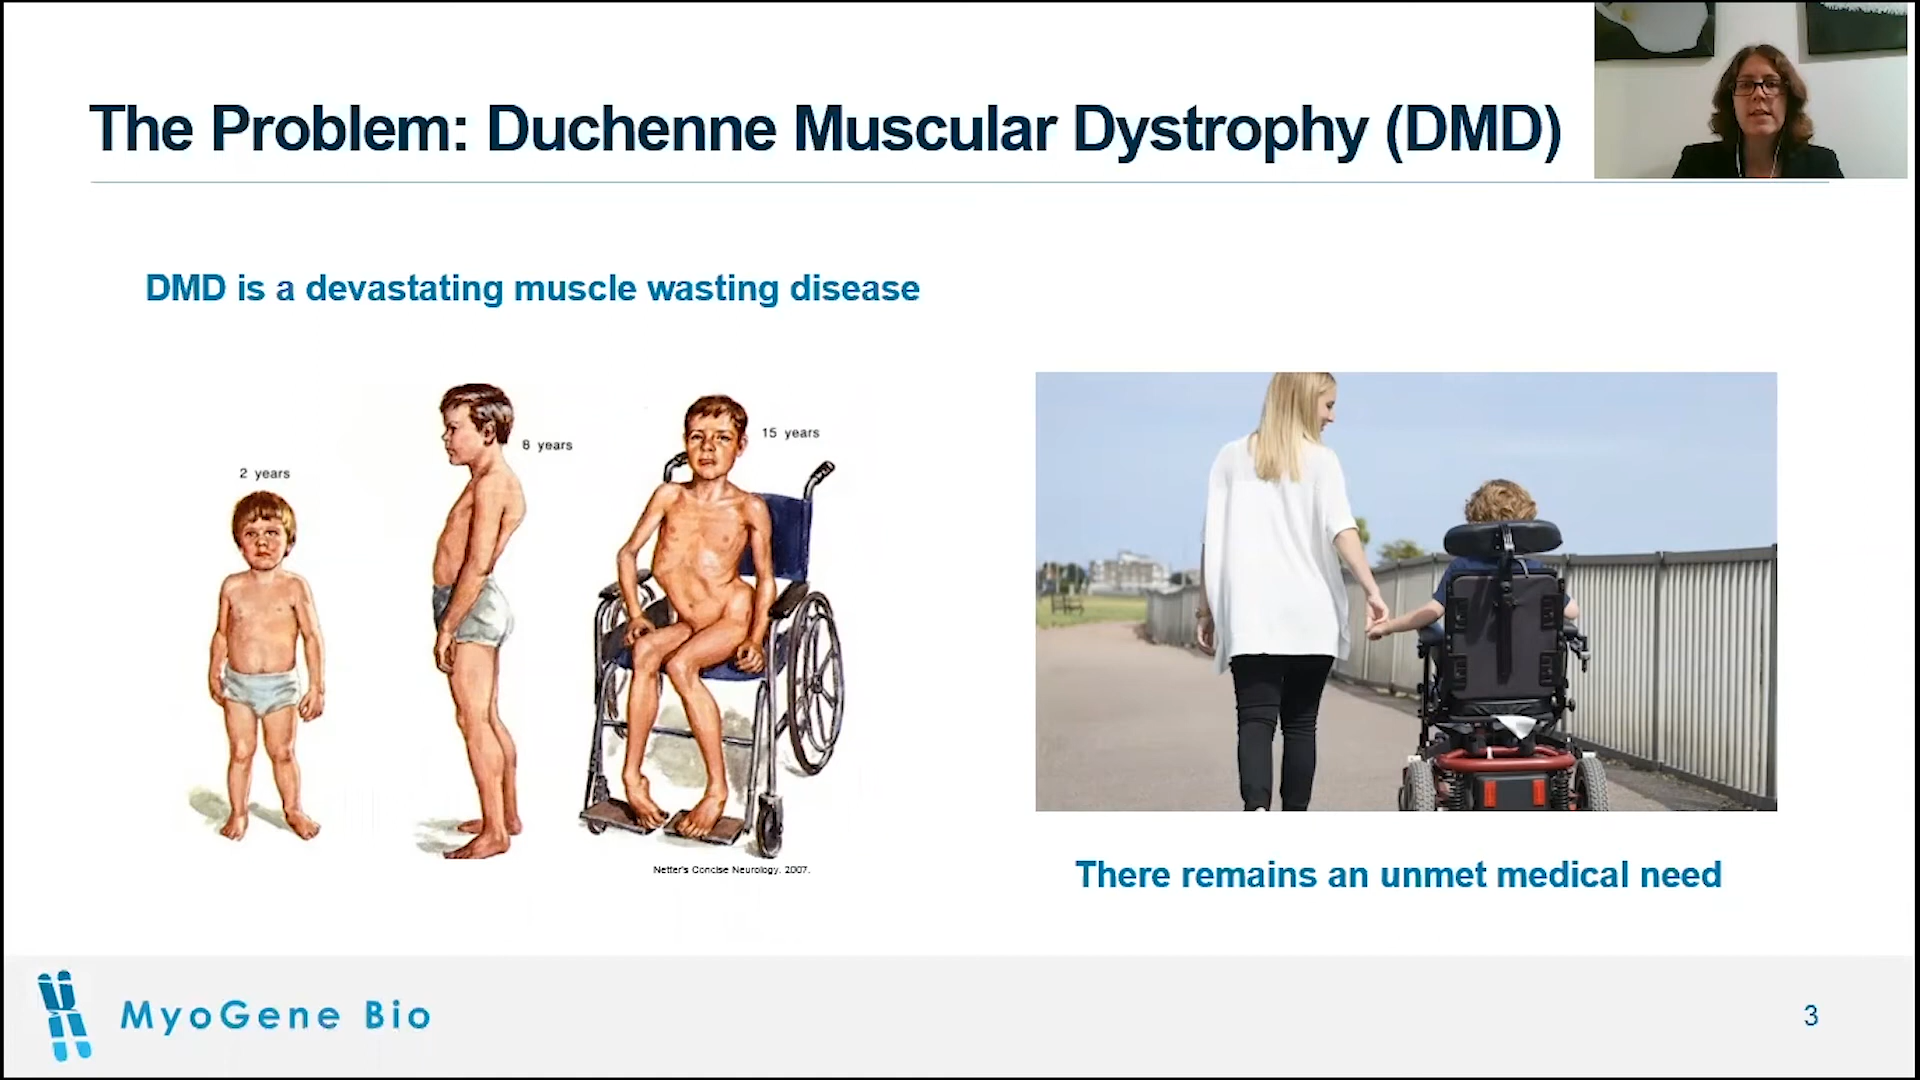 The Problem: Duchenne Muscular Dystrophy (DMD)
DMD is a devastating muscle wasting disease
2 years
8 years
15 years
Netter's Concise Neurology. 2007.
There remains an unmet medical need
MyoGene Bio
3